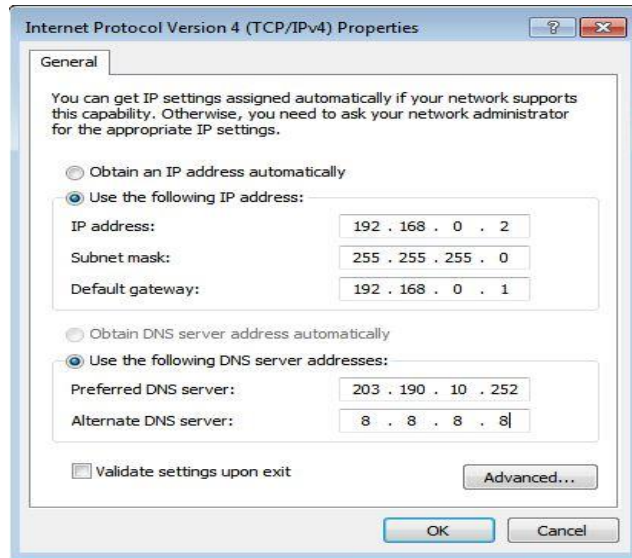 Internet Protocol Version 4 (TCP/IPv4) Properties
General
You can get IP settings assigned automatically if your network supports
this capability. Otherwise, you need to ask your network administrator
for the appropriate IP settings.
Obtain an IP address automatically
Use the following IP address:
IP address: 192 . 168 . 0 . 2
Subnet mask: 255 . 255 . 255 . 0
Default gateway: 192 . 168 . 0 . 1
Obtain DNS server address automatically
Use the following DNS server addresses:
Preferred DNS server: 203 . 190 . 10 . 252
Alternate DNS server: 8 . 8 . 8 . 8
Validate settings upon exit
Advanced...
OK Cancel